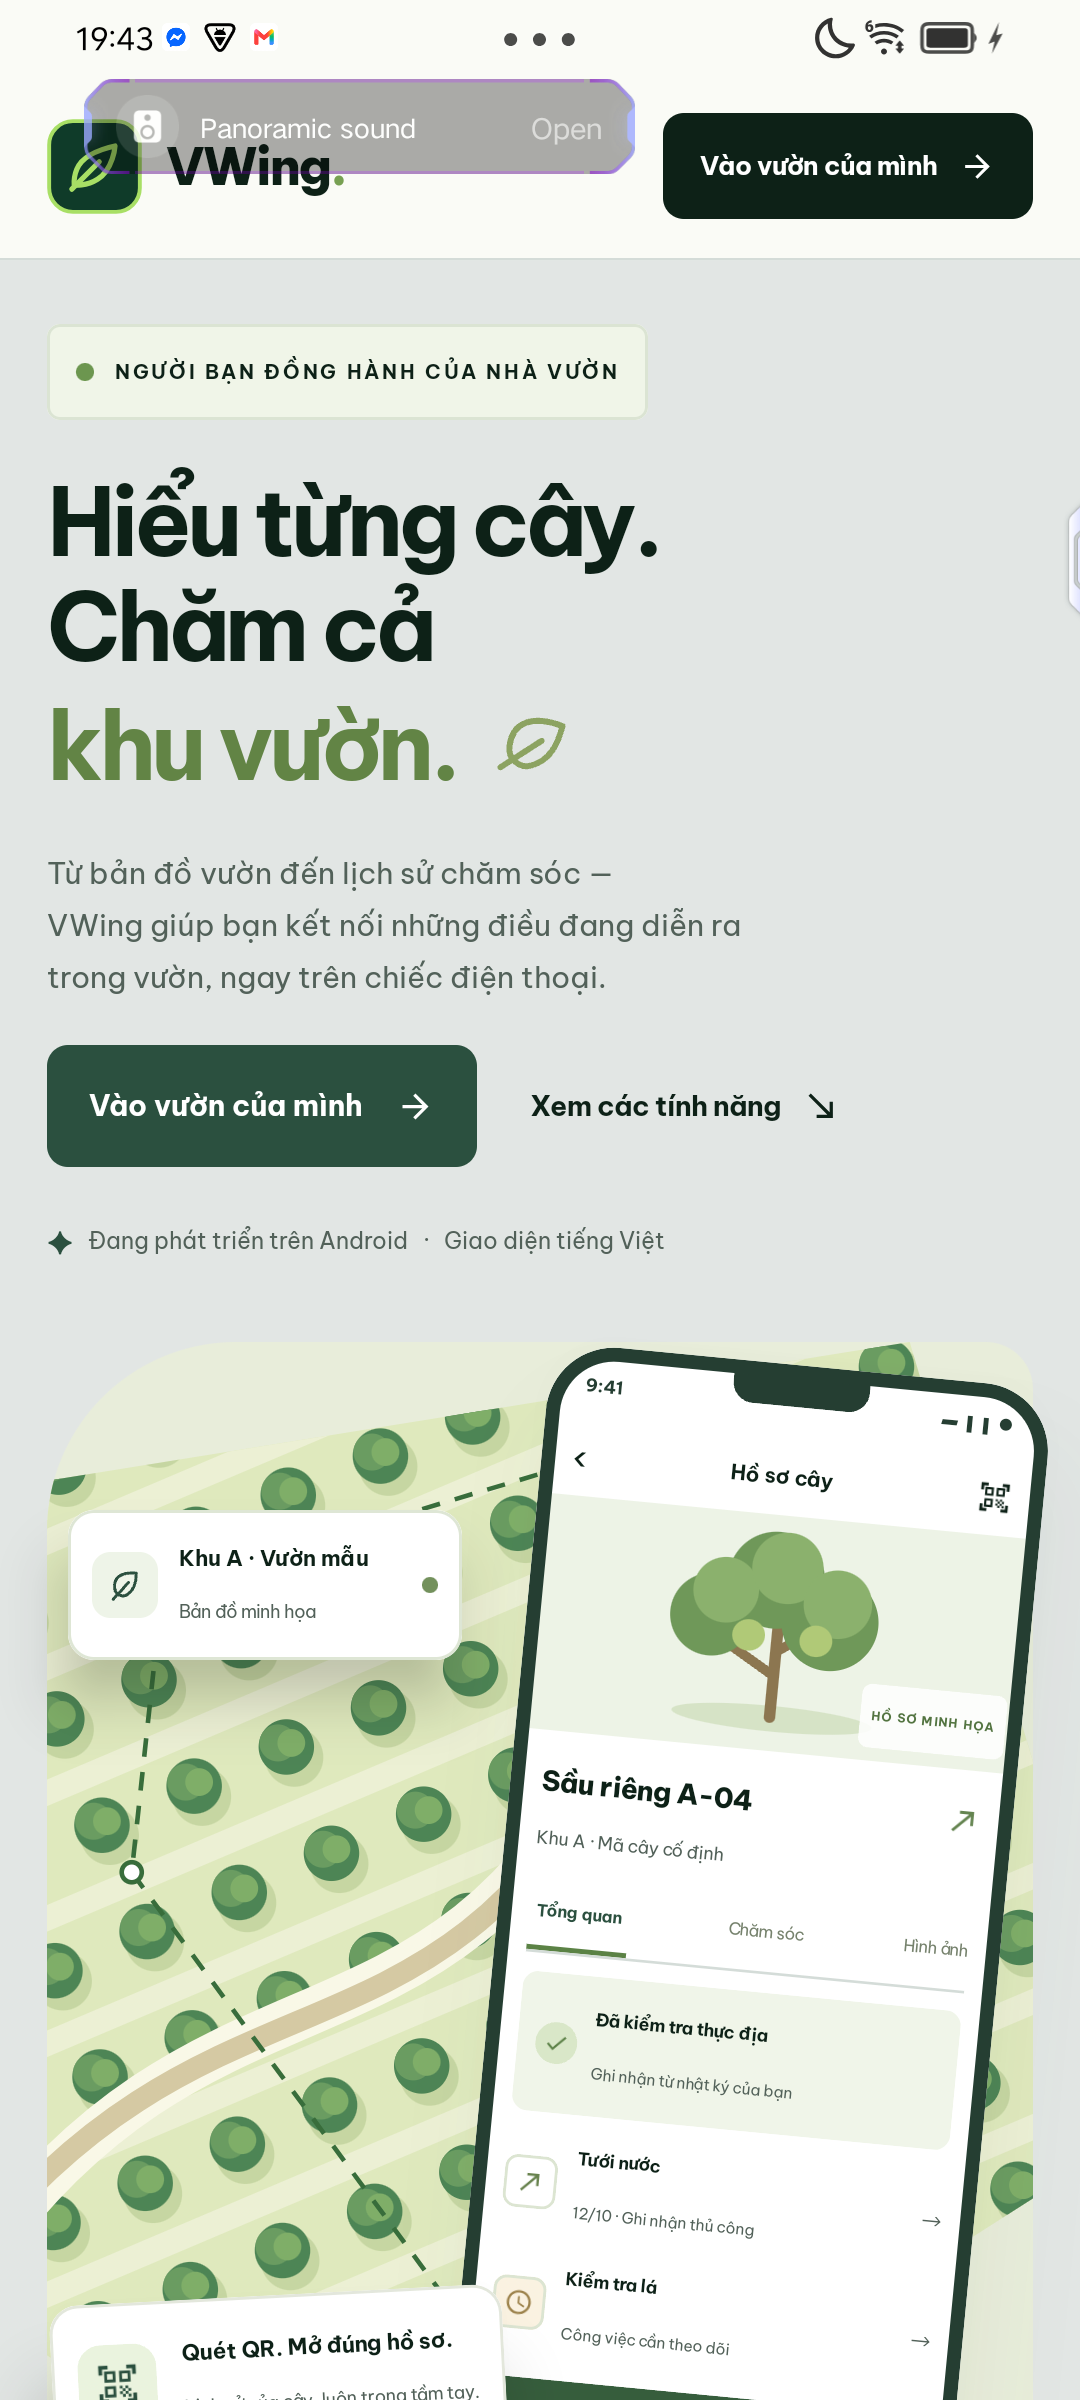 19:43
Panoramic sound
Open
VWing.
Vào vườn của mình
NGƯỜI BẠN ĐỒNG HÀNH CỦA NHÀ VƯỜN
Hiểu từng cây.
Chăm cả
khu vườn.
Từ bản đồ vườn đến lịch sử chăm sóc —
VWing giúp bạn kết nối những điều đang diễn ra
trong vườn, ngay trên chiếc điện thoại.
Vào vườn của mình
Xem các tính năng
Đang phát triển trên Android · Giao diện tiếng Việt
9:41
Hồ sơ cây
Khu A · Vườn mẫu
Bản đồ minh họa
HỒ SƠ MINH HỌA
Sầu riêng A-04
Khu A · Mã cây cố định
Tổng quan
Chăm sóc
Hình ảnh
Đã kiểm tra thực địa
Ghi nhận từ nhật ký của bạn
Tưới nước
12/10 · Ghi nhận thủ công
Kiểm tra lá
Công việc cần theo dõi
Quét QR. Mở đúng hồ sơ.
của cây, luôn trong tầm tay.